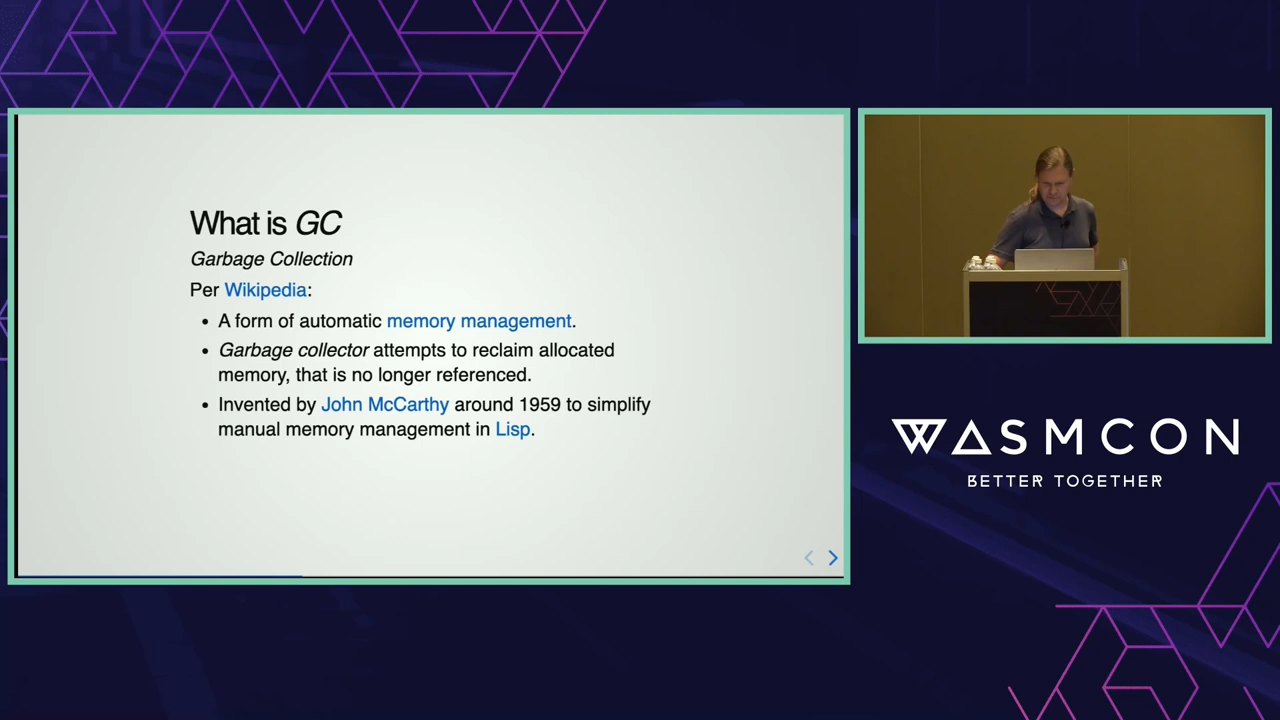 What is GC
Garbage Collection
Per Wikipedia:
• A form of automatic memory management.
• Garbage collector attempts to reclaim allocated
memory, that is no longer referenced.
• Invented by John McCarthy around 1959 to simplify
manual memory management in Lisp.
WASMCON
BETTER TOGETHER